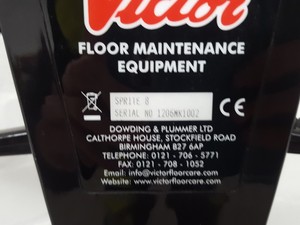 Victor
FLOOR MAINTENANCE
EQUIPMENT
SPRITE 8
SERIAL NO 1206MK1002
CE
DOWDING & PLUMMER LTD
CALTHORPE HOUSE, STOCKFIELD ROAD
BIRMINGHAM B27 6AP
TELEPHONE: 0121 - 706 - 5771
FAX: 0121 - 708 - 1052
Email: info@victorfloorcare.com
Website: www.victorfloorcare.com